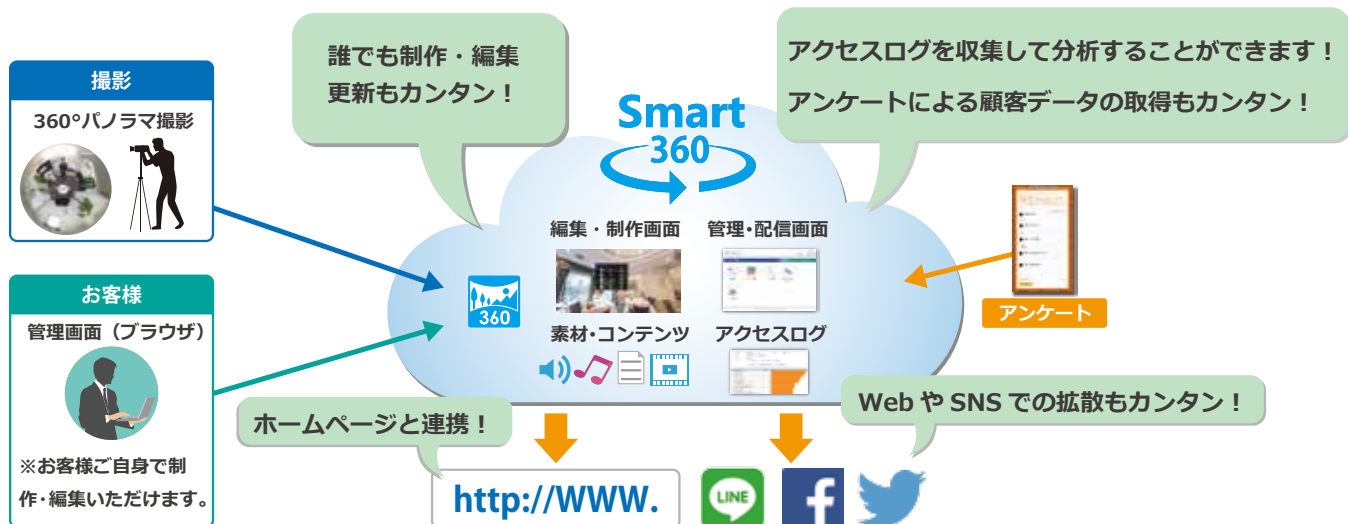 撮影
360°パノラマ撮影
お客様
管理画面（ブラウザ）
※お客様ご自身で制
作・編集いただけます。
誰でも制作・編集
更新もカンタン！
アクセスログを収集して分析することができます！
アンケートによる顧客データの取得もカンタン！
Smart
360
編集・制作画面
管理・配信画面
360
素材・コンテンツ
アクセスログ
アンケート
ホームページと連携！
Web や SNS での拡散もカンタン！
http://WWW.
LINE
f